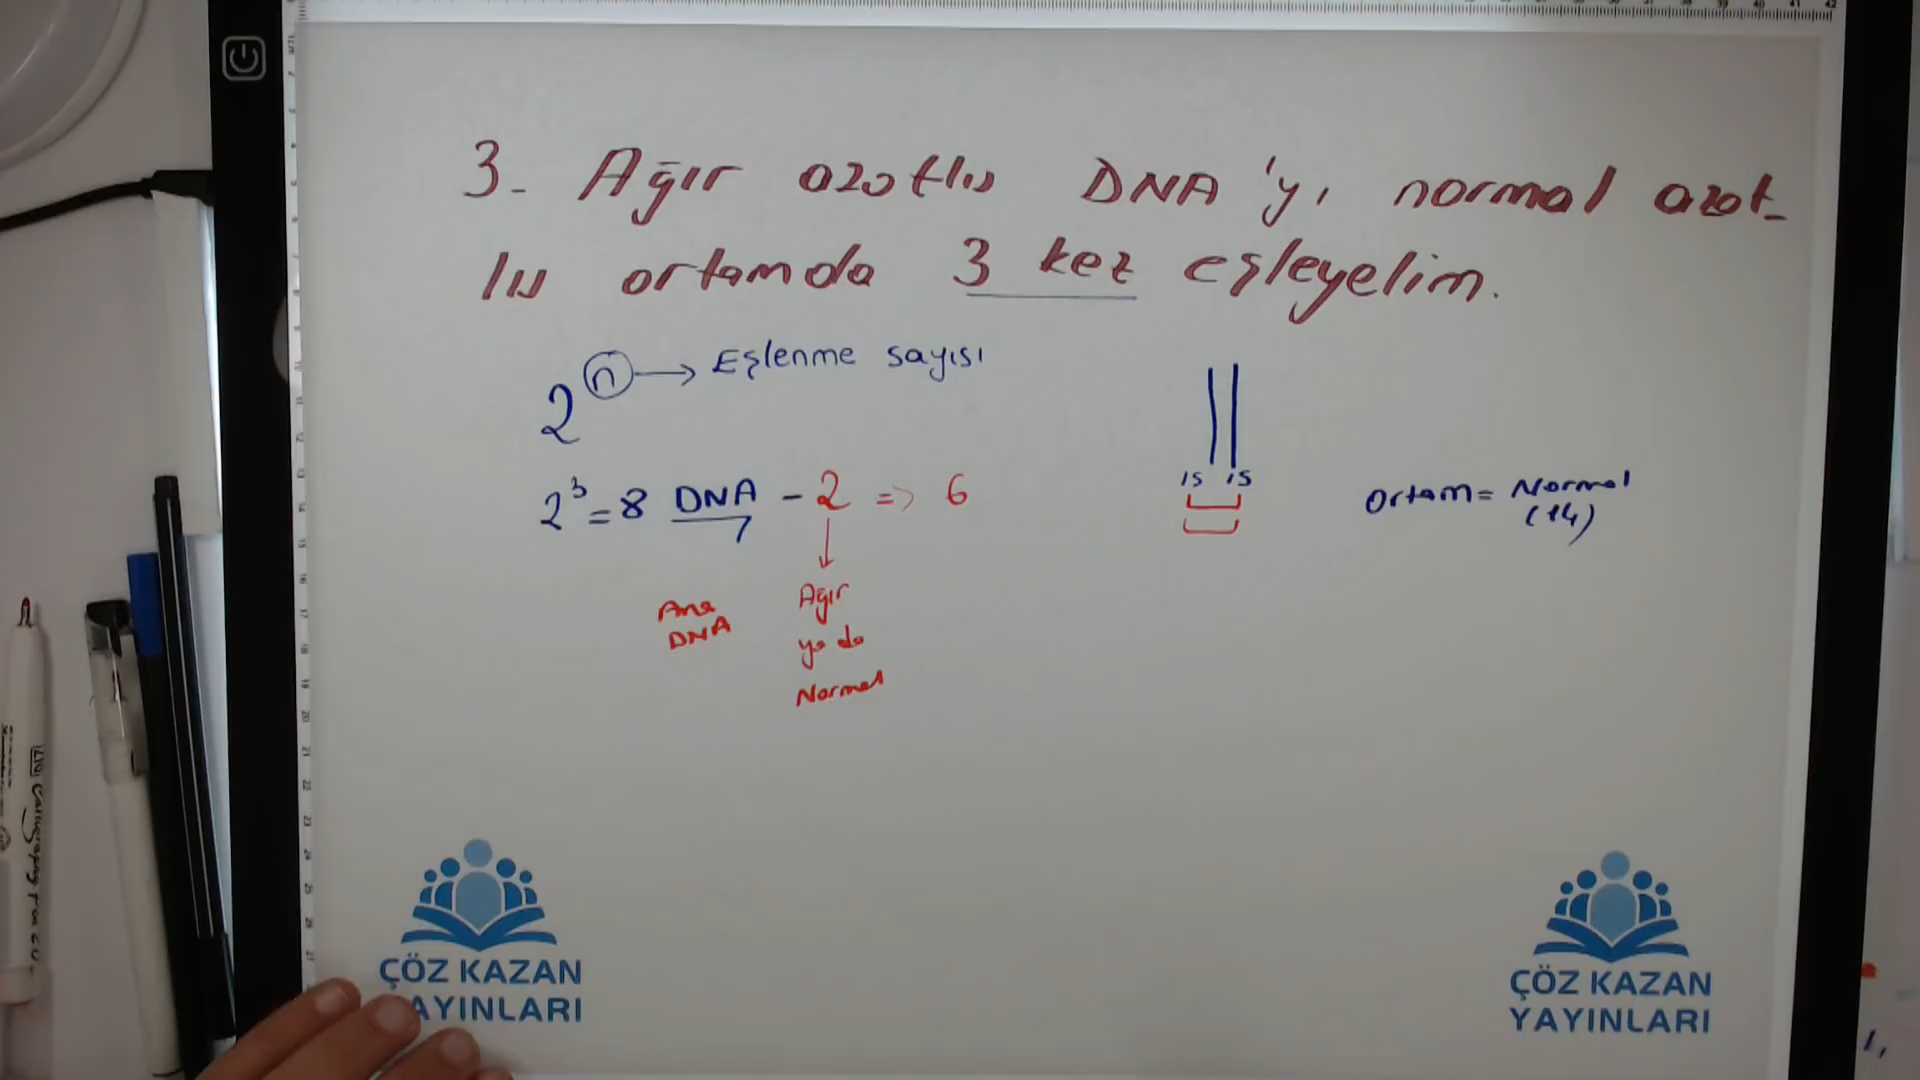 3- Ağır azotlu DNA'yı normal azot-
lu ortamda 3 kez eşleyelim.
2ⁿ → Eşlenme sayısı
2³ = 8 DNA - 2 => 6
Ana
DNA
Ağır
ya da
Normal
15 15
Ortam = Normal
(14)
ÇÖZ KAZAN
YAYINLARI
ÇÖZ KAZAN
YAYINLARI